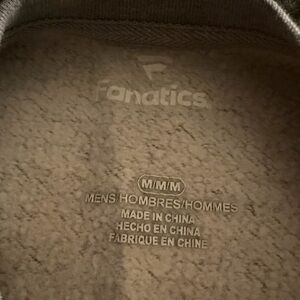 Fanatics
M/M/M
MENS HOMBRES/HOMMES
MADE IN CHINA
HECHO EN CHINA
FABRIQUE EN CHINE